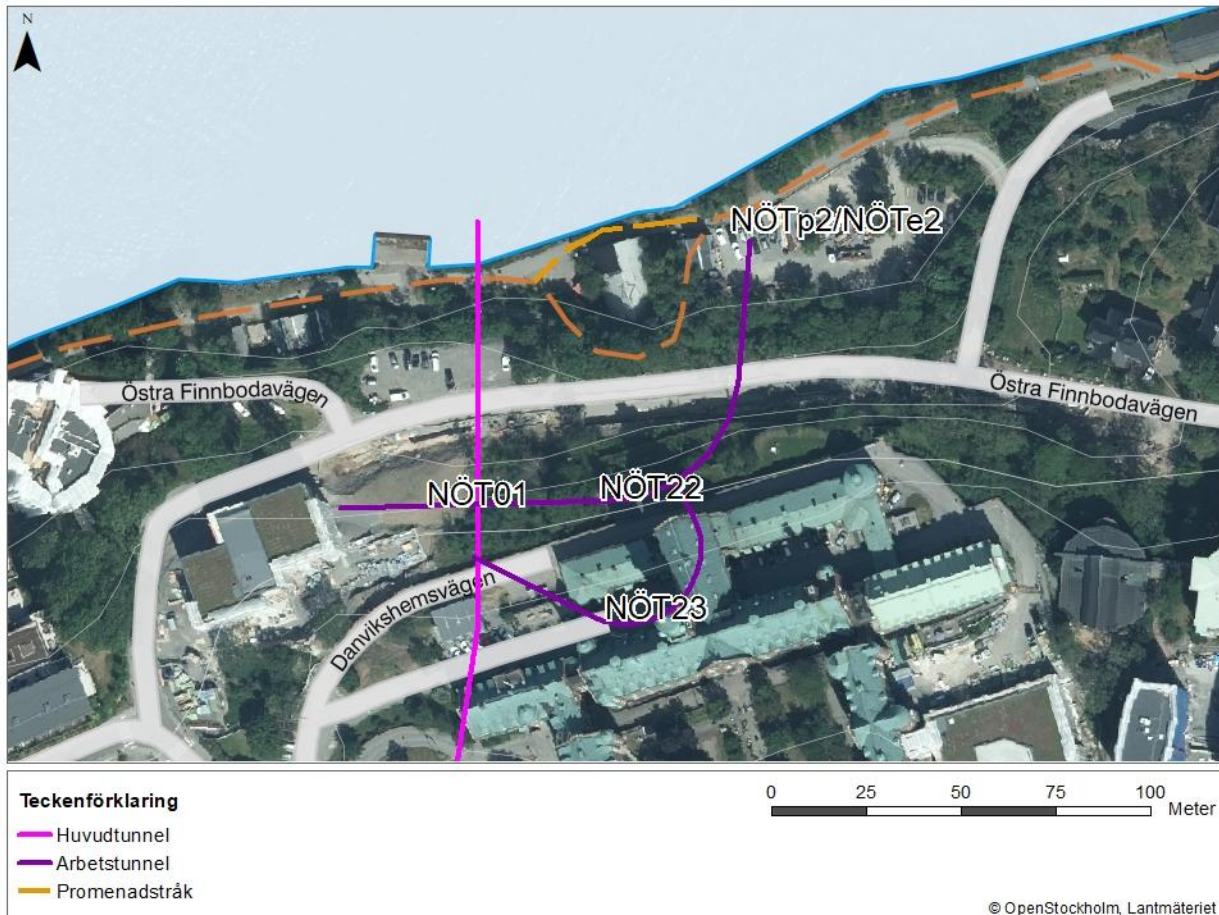 N
NÖTp2/NÖTe2
Östra Finnbodavägen
Östra Finnbodavägen
NÖT01
NÖT22
Danvikshemsvägen
NÖT23
Teckenförklaring
Huvudtunnel
Arbetstunnel
Promenadstråk
0 25 50 75 100
Meter
© OpenStockholm, Lantmäteriet